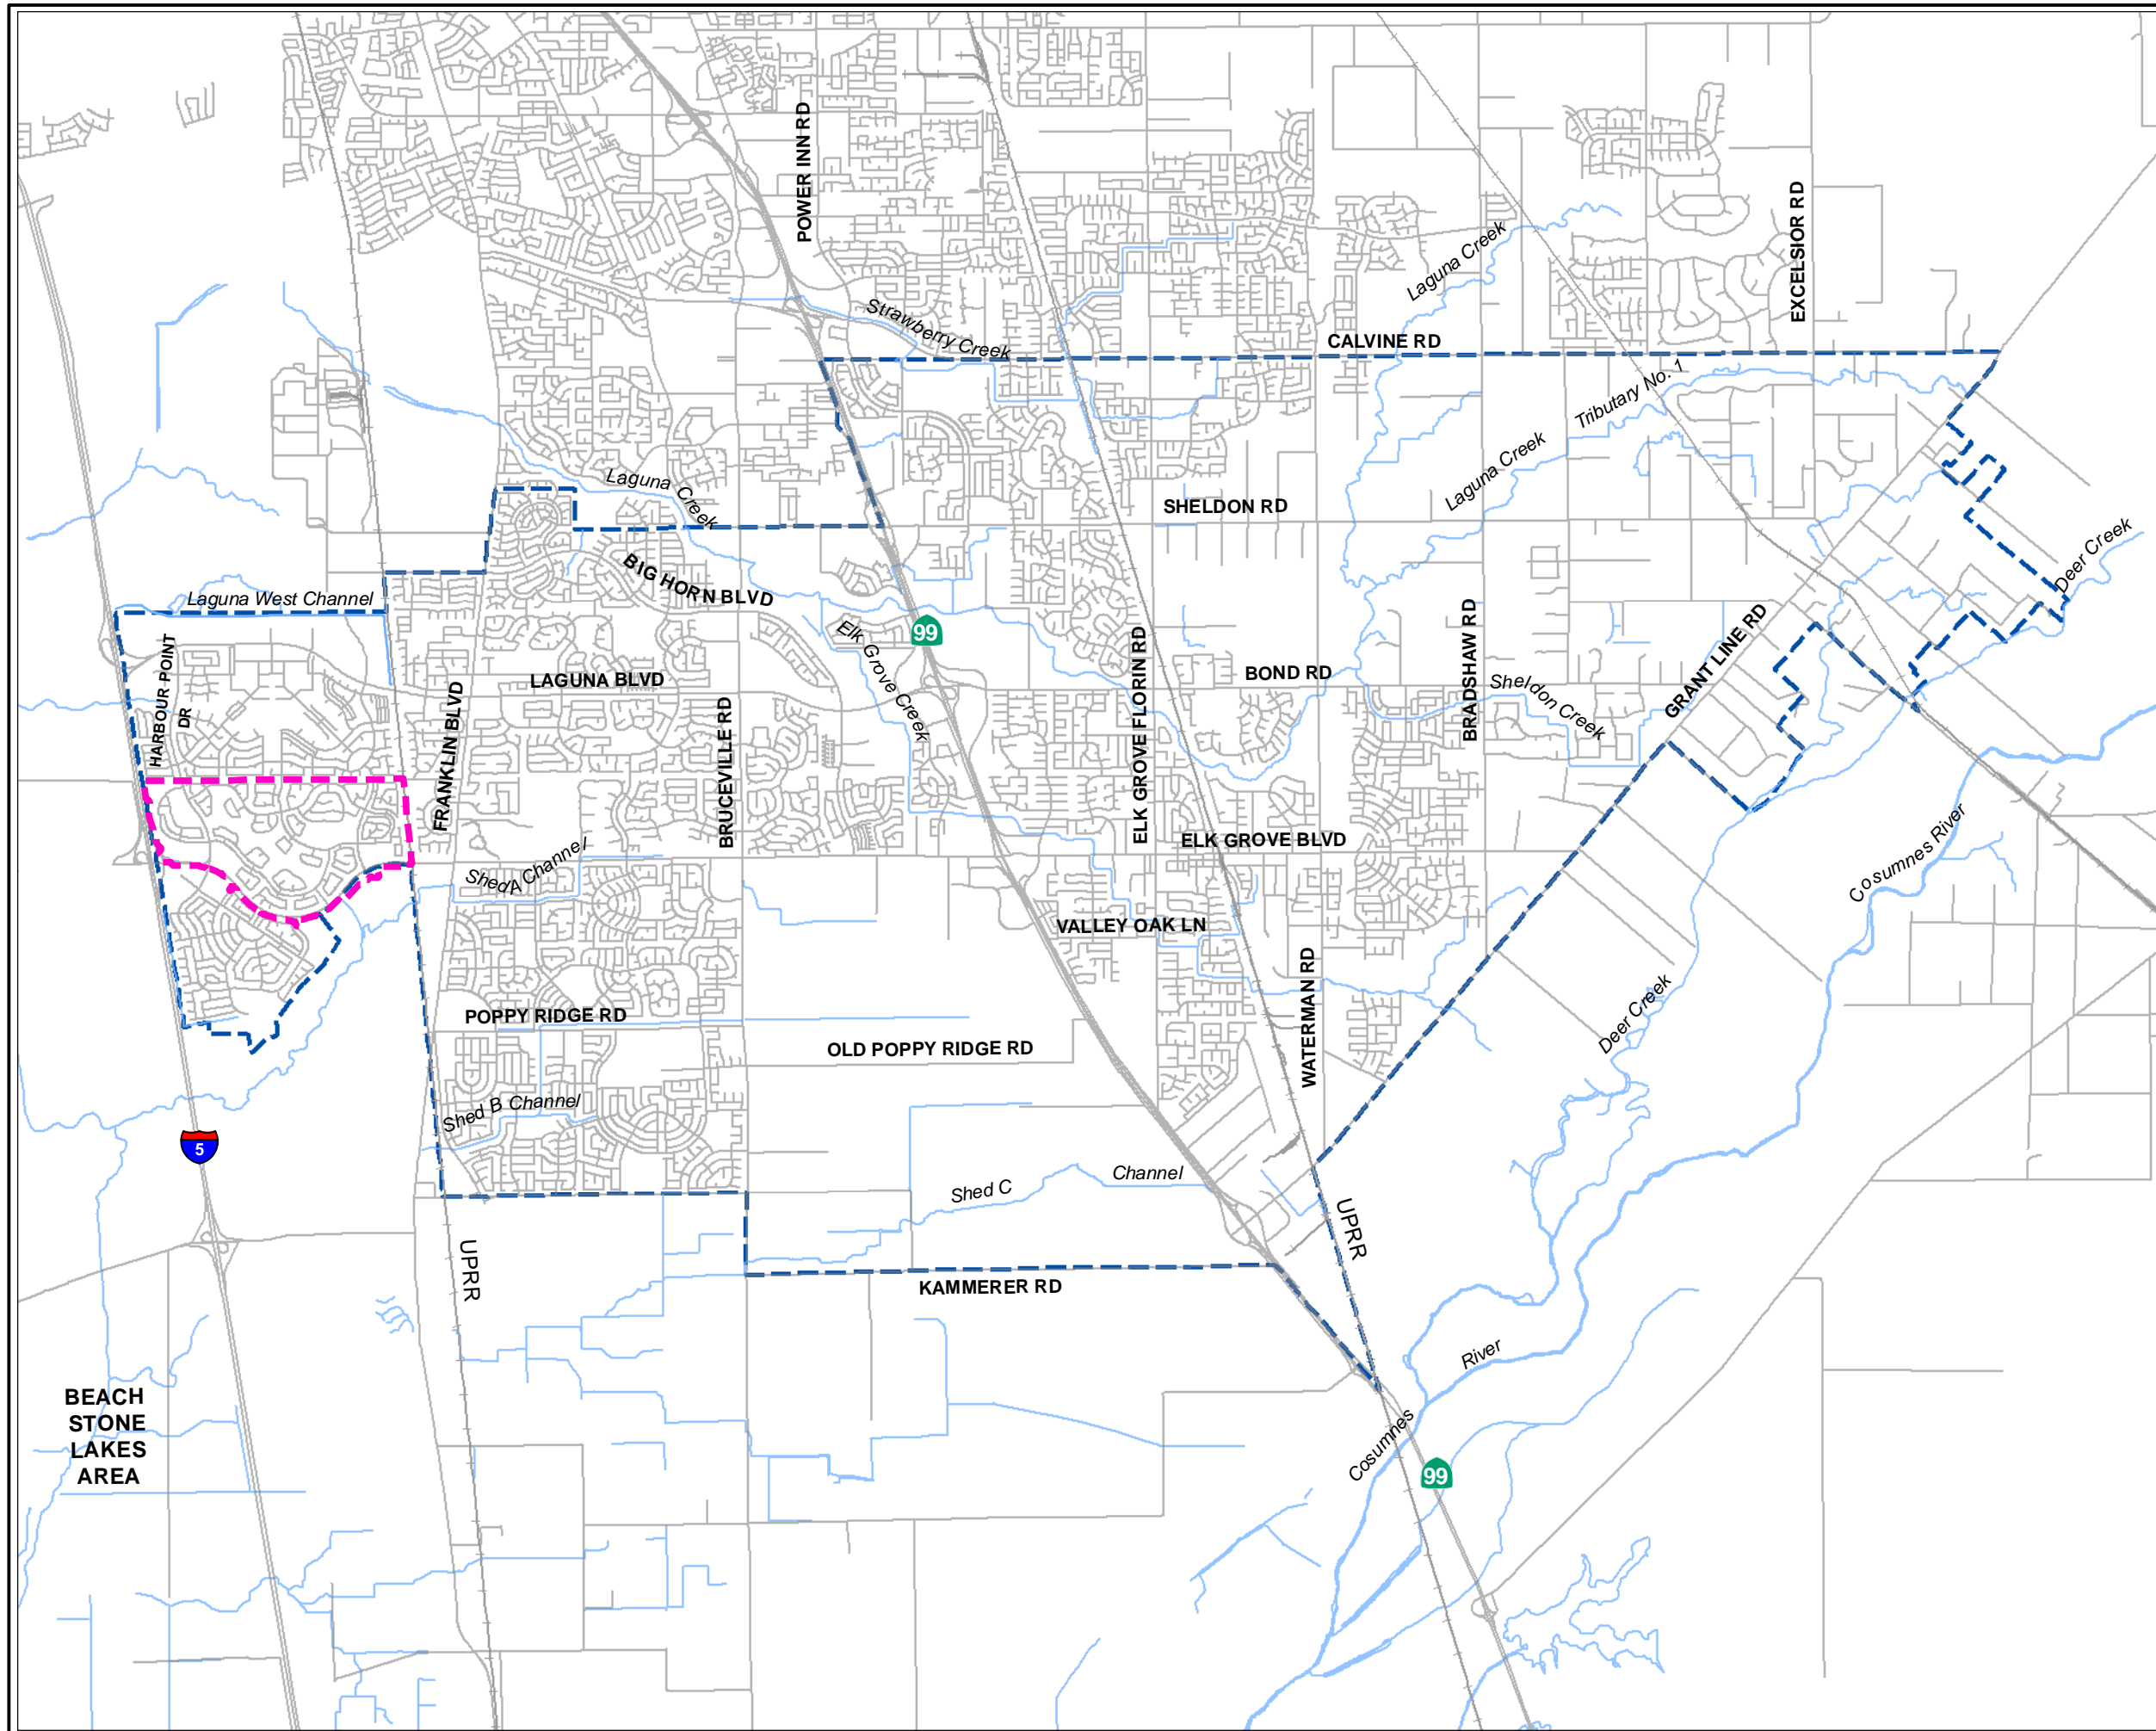 POWER INN RD
EXCELSIOR RD
Laguna Creek
Strawberry Creek
CALVINE RD
Tributary No. 1
Laguna Creek
Laguna Creek
SHELDON RD
Deer Creek
BIG HORN BLVD
Laguna West Channel
99
Elk Grove Creek
HARBOUR POINT
DR
LAGUNA BLVD
FRANKLIN BLVD
BRUCEVILLE RD
ELK GROVE FLORIN RD
BOND RD
BRADSHAW RD
Sheldon Creek
GRANT LINE RD
ELK GROVE BLVD
Shed A Channel
Cosumnes River
VALLEY OAK LN
WATERMAN RD
Deer Creek
POPPY RIDGE RD
OLD POPPY RIDGE RD
Shed B Channel
5
Shed C
Channel
UPRR
UPRR
KAMMERER RD
River
Cosumnes
BEACH
STONE
LAKES
AREA
99